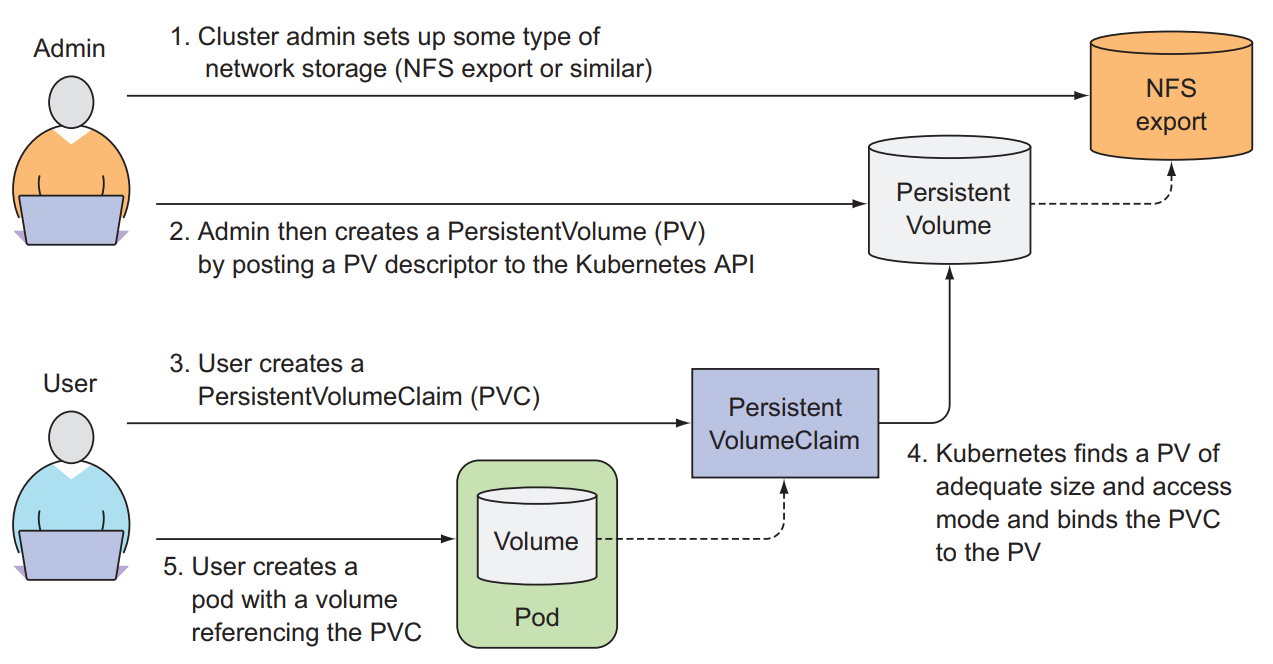 Admin
1. Cluster admin sets up some type of
network storage (NFS export or similar)
NFS
export
Persistent
Volume
2. Admin then creates a PersistentVolume (PV)
by posting a PV descriptor to the Kubernetes API
User
3. User creates a
PersistentVolumeClaim (PVC)
Persistent
VolumeClaim
4. Kubernetes finds a PV of
adequate size and access
mode and binds the PVC
to the PV
Volume
Pod
5. User creates a
pod with a volume
referencing the PVC